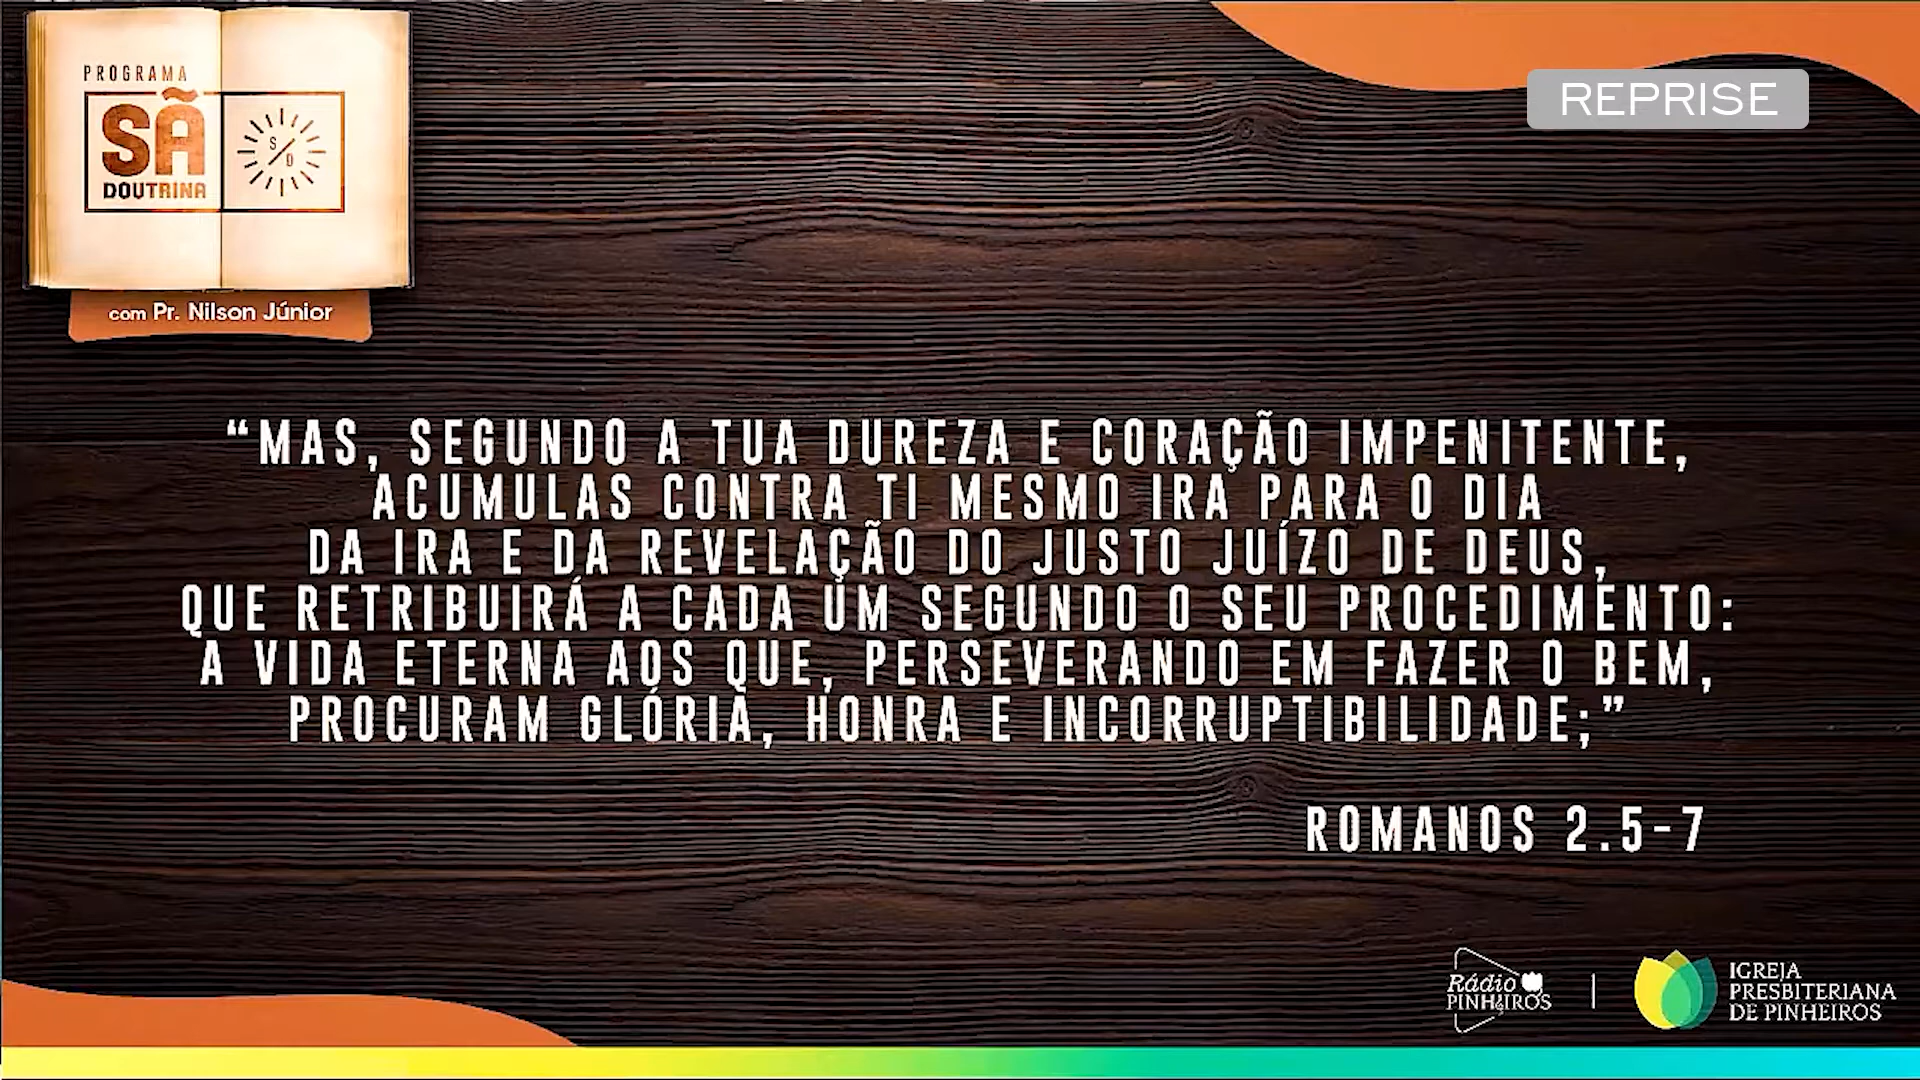 PROGRAMA
SÃ
DOUTRINA
S/D
com Pr. Nilson Júnior
REPRISE
“MAS, SEGUNDO A TUA DUREZA E CORAÇÃO IMPENITENTE,
ACUMULAS CONTRA TI MESMO IRA PARA O DIA
DA IRA E DA REVELAÇÃO DO JUSTO JUÍZO DE DEUS,
QUE RETRIBUIRÁ A CADA UM SEGUNDO O SEU PROCEDIMENTO:
A VIDA ETERNA AOS QUE, PERSEVERANDO EM FAZER O BEM,
PROCURAM GLÓRIA, HONRA E INCORRUPTIBILIDADE;”
ROMANOS 2.5-7
Rádio
PINHEIROS
IGREJA
PRESBITERIANA
DE PINHEIROS